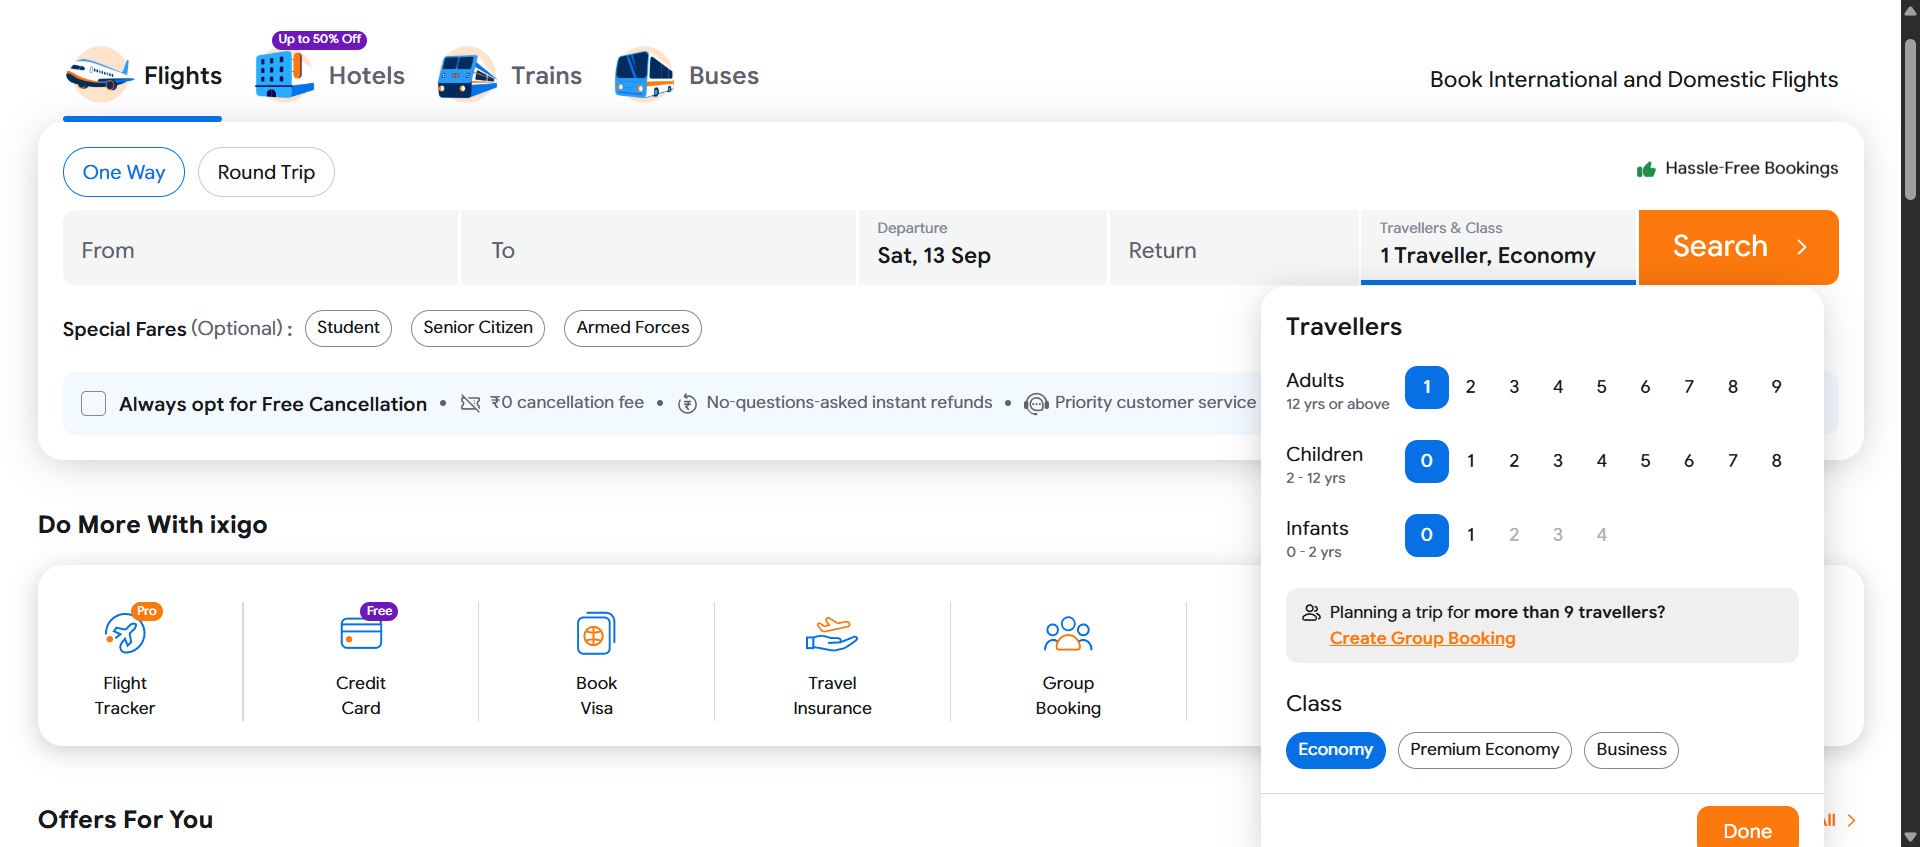 Up to 50% Off
Flights
Hotels
Trains
Buses
Book International and Domestic Flights
One Way
Round Trip
Hassle-Free Bookings
From
To
Departure
Sat, 13 Sep
Return
Travellers & Class
1 Traveller, Economy
Search
Special Fares (Optional) :
Student
Senior Citizen
Armed Forces
Always opt for Free Cancellation • ₹0 cancellation fee • No-questions-asked instant refunds • Priority customer service
Travellers
Adults
12 yrs or above
1 2 3 4 5 6 7 8 9
Children
2 - 12 yrs
0 1 2 3 4 5 6 7 8
Infants
0 - 2 yrs
0 1 2 3 4
Planning a trip for more than 9 travellers?
Create Group Booking
Class
Economy
Premium Economy
Business
Done
Do More With ixigo
Pro
Flight
Tracker
Free
Credit
Card
Book
Visa
Travel
Insurance
Group
Booking
Offers For You